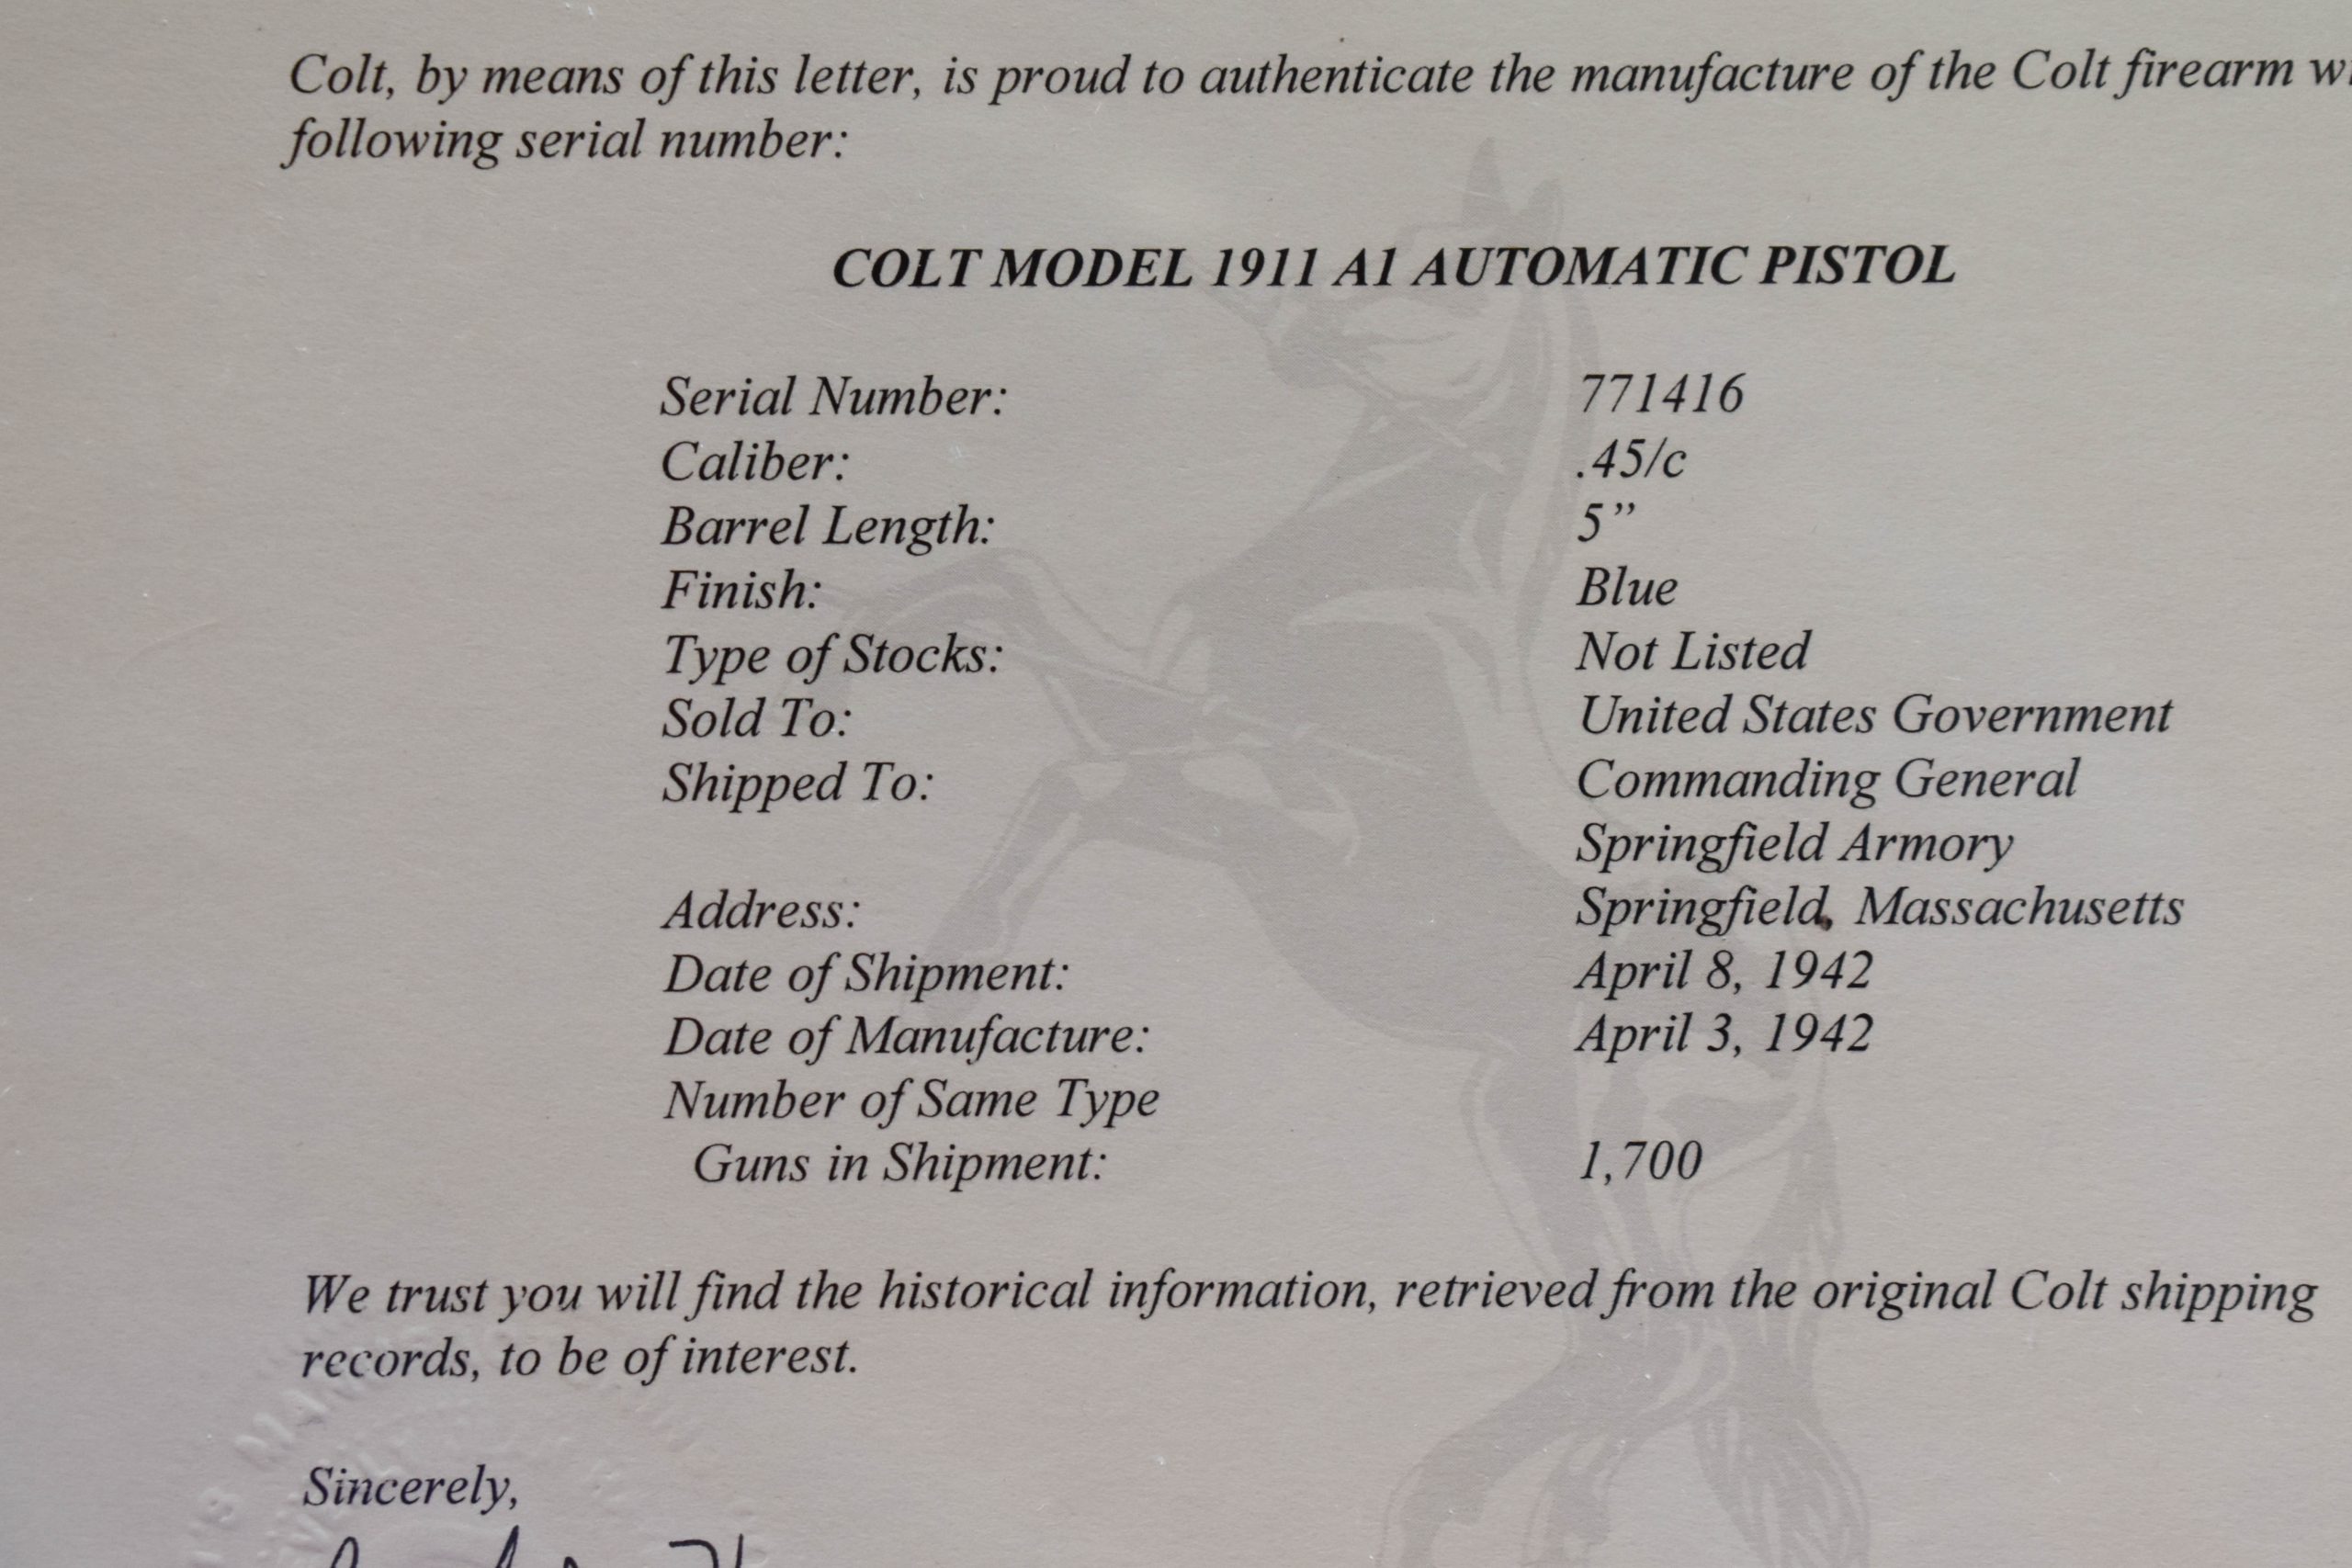 Colt, by means of this letter, is proud to authenticate the manufacture of the Colt firearm
following serial number:
COLT MODEL 1911 A1 AUTOMATIC PISTOL
Serial Number: 771416
Caliber: .45/c
Barrel Length: 5”
Finish: Blue
Type of Stocks: Not Listed
Sold To: United States Government
Shipped To: Commanding General
Springfield Armory
Address: Springfield, Massachusetts
Date of Shipment: April 8, 1942
Date of Manufacture: April 3, 1942
Number of Same Type
Guns in Shipment: 1,700
We trust you will find the historical information, retrieved from the original Colt shipping
records, to be of interest.
Sincerely,